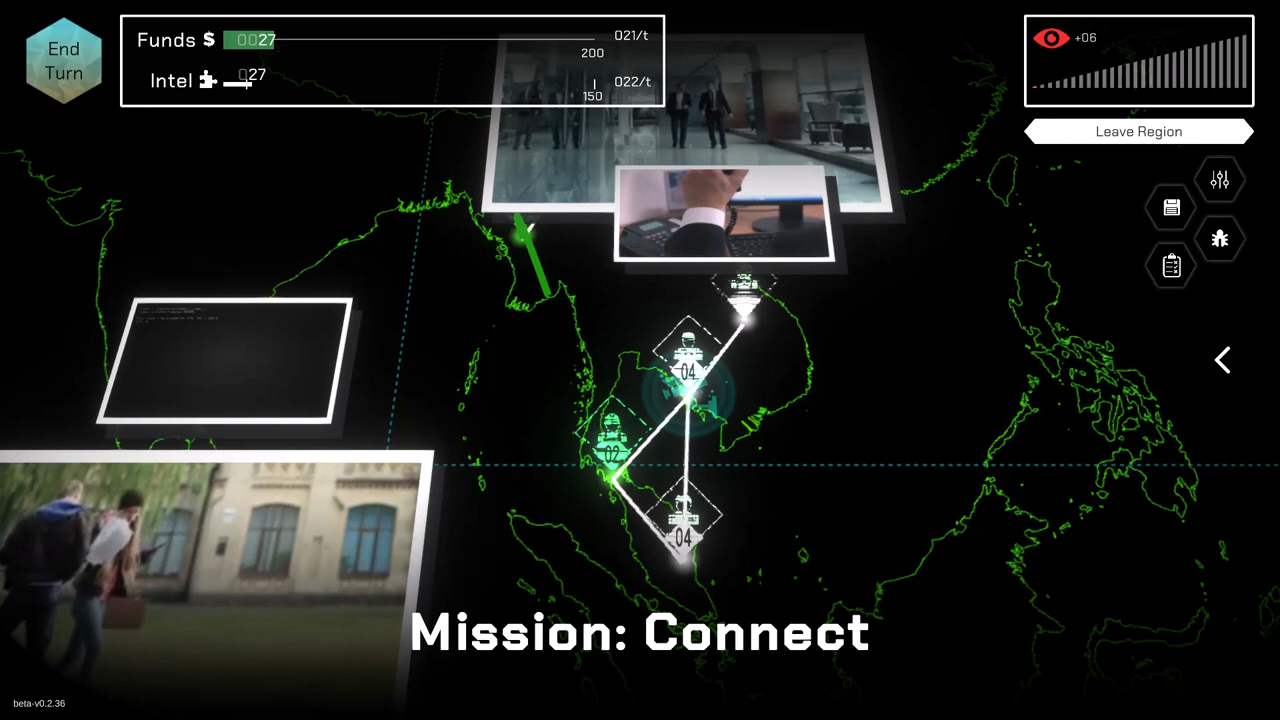 End
Turn
Funds $ 0027 021/t
200
Intel 027 022/t
150
+06
Leave Region
04
02
04
Mission: Connect
beta-v0.2.36